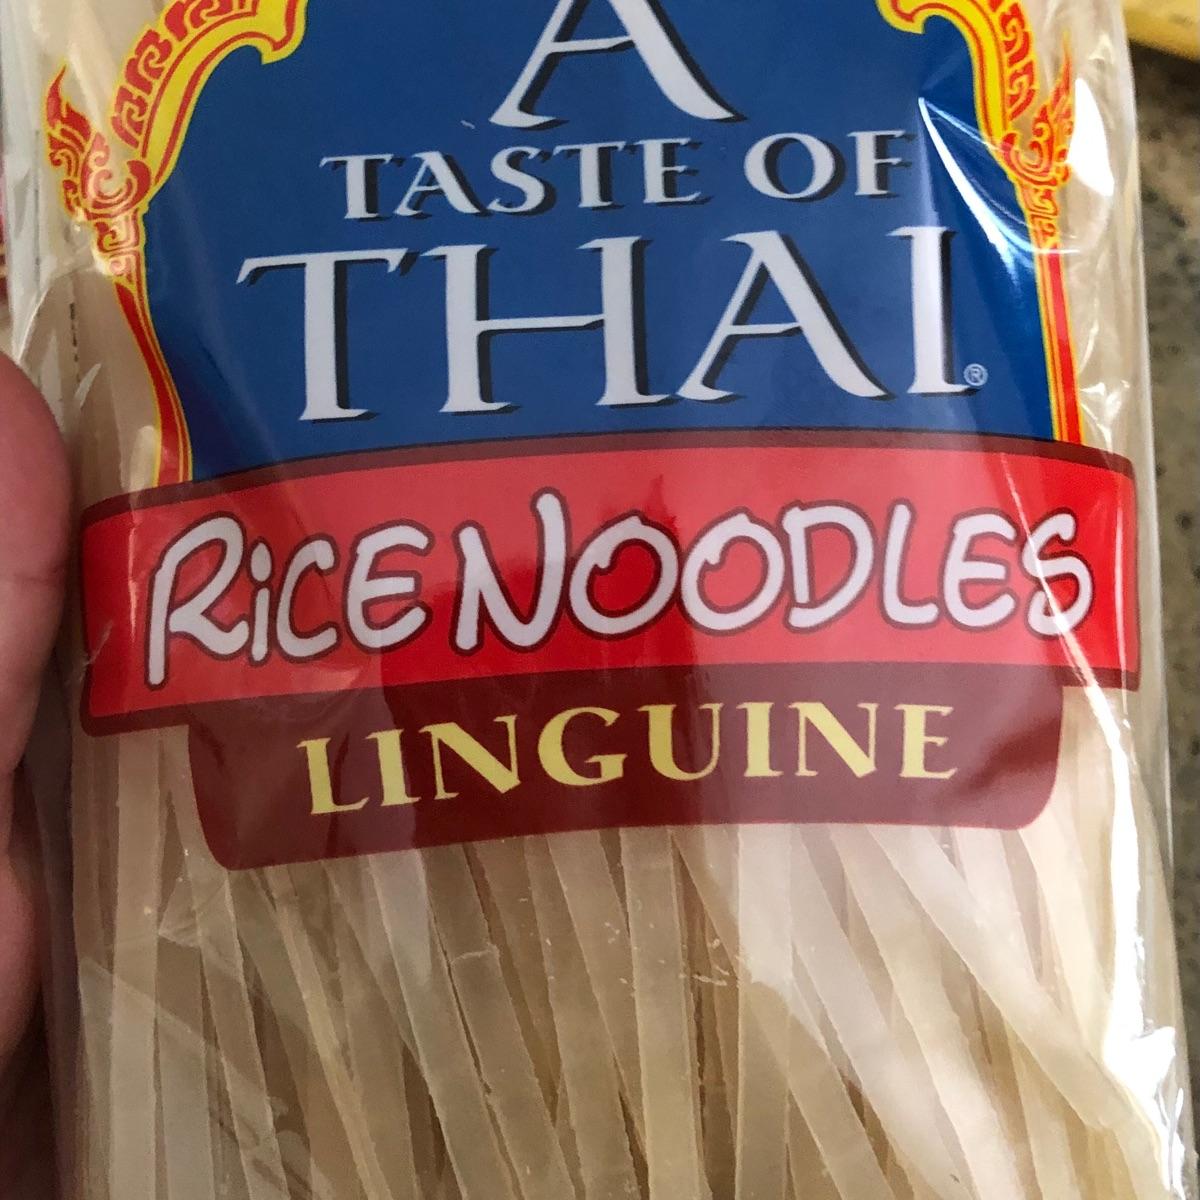 A
TASTE OF
THAI®
RiCE NOODLES
LINGUINE